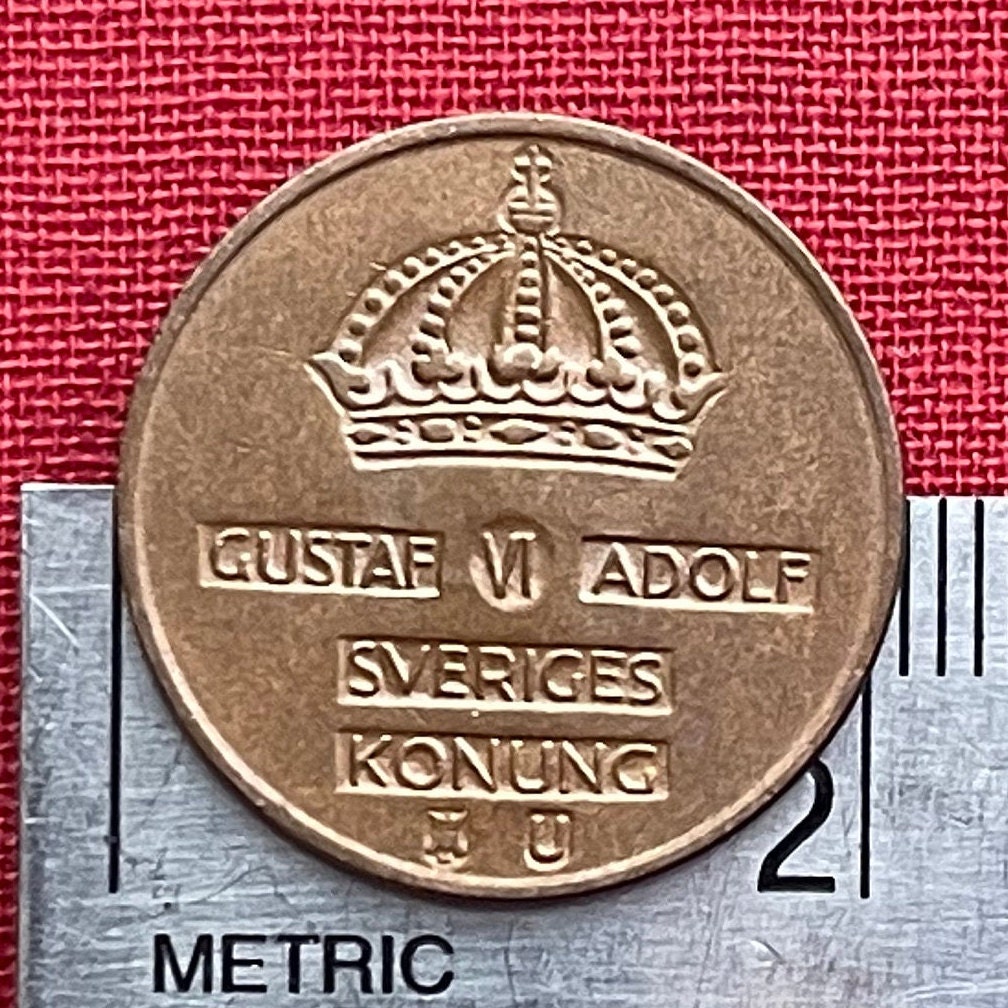 GUSTAF VI ADOLF
SVERIGES
KONUNG
U
2
METRIC